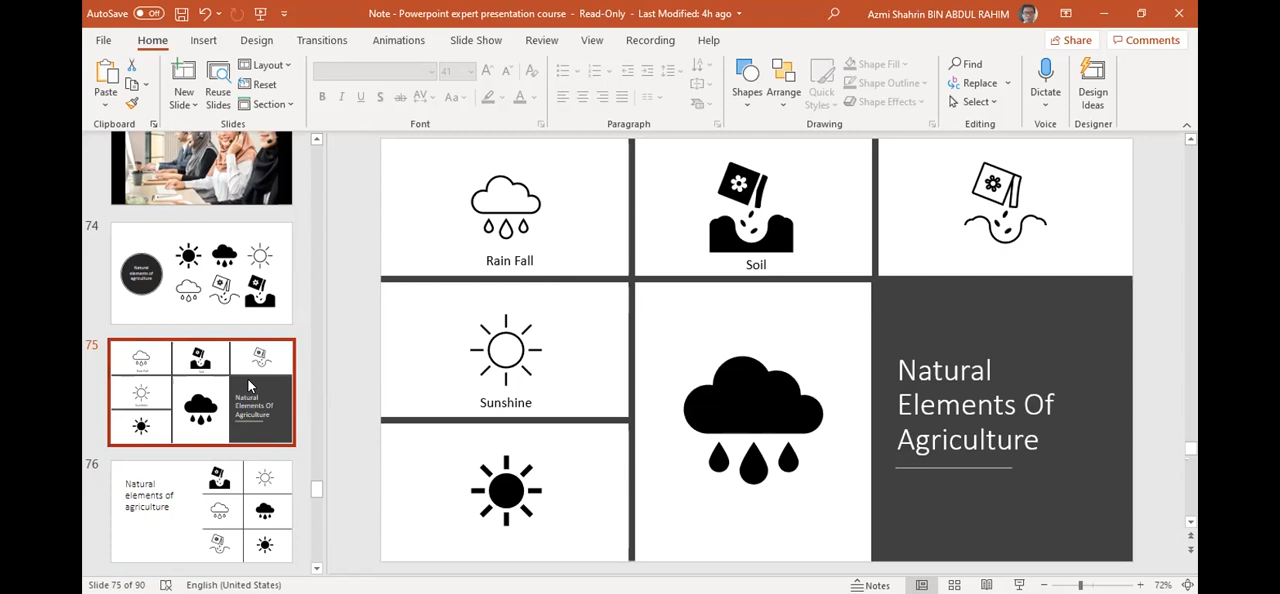 AutoSave Off
Note - Powerpoint expert presentation course - Read-Only - Last Modified: 4h ago
Azmi Shahrin BIN ABDUL RAHIM
File Home Insert Design Transitions Animations Slide Show Review View Recording Help
Share Comments
Paste
Clipboard
New Slide
Reuse Slides
Layout
Reset
Section
Slides
41
A A A
B I U S ab AV Aa A
Font
Paragraph
Shapes
Arrange
Quick Styles
Shape Fill
Shape Outline
Shape Effects
Drawing
Find
Replace
Select
Editing
Dictate
Voice
Design Ideas
Designer
74
Natural
elements of
agriculture
75
Natural
Elements Of
Agriculture
76
Natural
elements of
agriculture
Rain Fall
Soil
Sunshine
Natural
Elements Of
Agriculture
Slide 75 of 90
English (United States)
Notes
72%